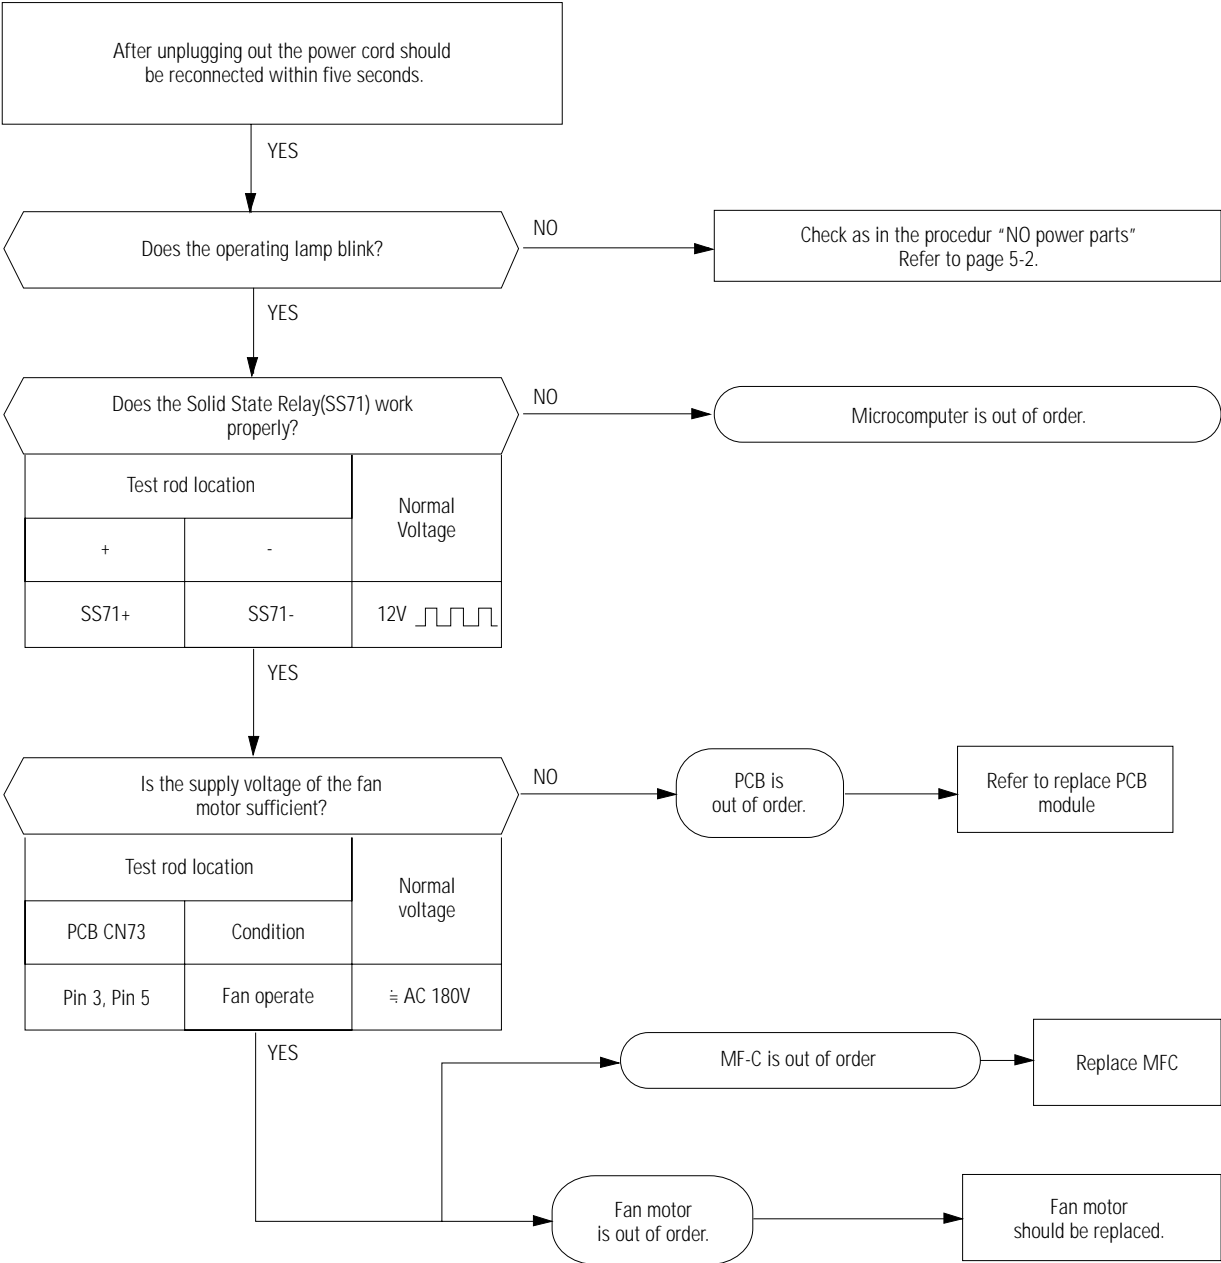 After unplugging out the power cord should
be reconnected within five seconds.
YES
Does the operating lamp blink?
NO
Check as in the procedur “NO power parts”
Refer to page 5-2.
YES
Does the Solid State Relay(SS71) work
properly?
NO
Microcomputer is out of order.
Test rod location
Normal
Voltage
+
-
SS71+
SS71-
12V
YES
Is the supply voltage of the fan
motor sufficient?
NO
PCB is
out of order.
Refer to replace PCB
module
Test rod location
Normal
voltage
PCB CN73
Condition
Pin 3, Pin 5
Fan operate
≒ AC 180V
YES
MF-C is out of order
Replace MFC
Fan motor
is out of order.
Fan motor
should be replaced.